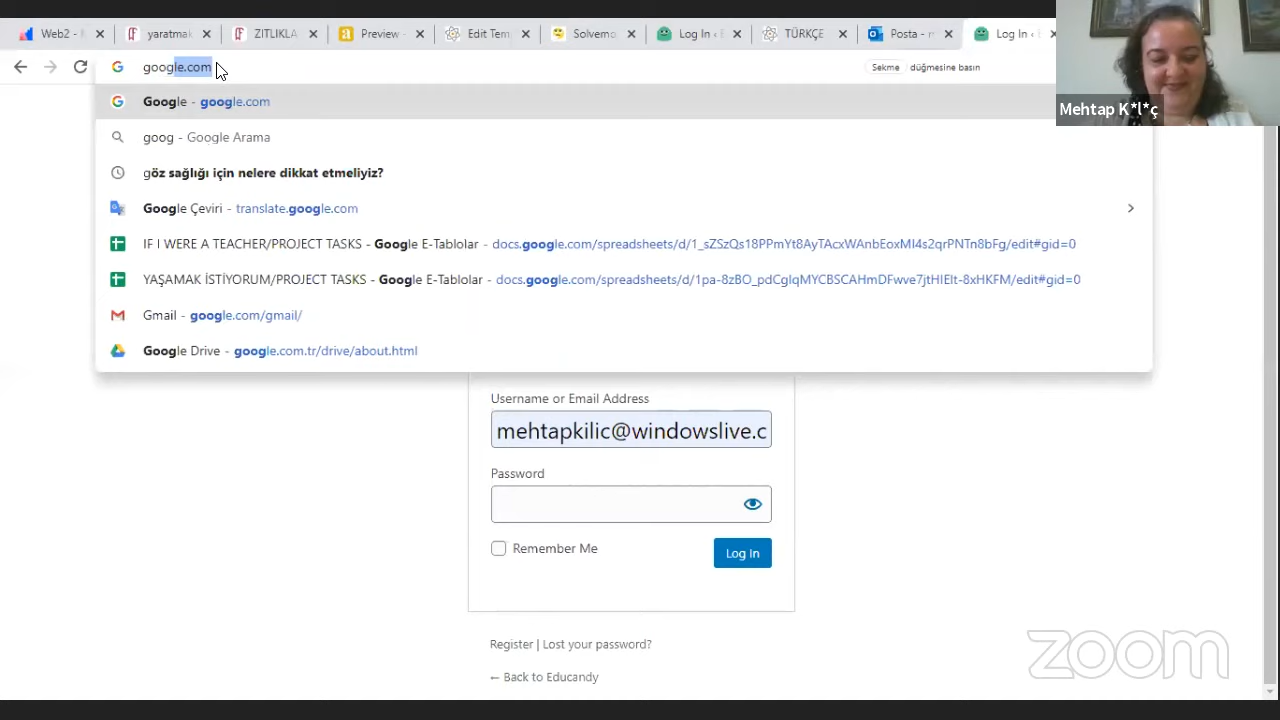 Web2 -
yaratmak
ZITLIKLA
Preview -
Edit Tem
Solvemo
Log In ‹ E
TÜRKÇE
Posta - m
Log In ‹
google.com
Sekme düğmesine basın
Google - google.com
goog - Google Arama
göz sağlığı için nelere dikkat etmeliyiz?
Google Çeviri - translate.google.com
IF I WERE A TEACHER/PROJECT TASKS - Google E-Tablolar - docs.google.com/spreadsheets/d/1_sZSzQs18PPmYt8AyTAcxWAnbEoxMI4s2qrPNTn8bFg/edit#gid=0
YAŞAMAK İSTİYORUM/PROJECT TASKS - Google E-Tablolar - docs.google.com/spreadsheets/d/1pa-8zBO_pdCglqMYCBSCAHmDFwve7jtHIEIt-8xHKFM/edit#gid=0
Gmail - google.com/gmail/
Google Drive - google.com.tr/drive/about.html
Mehtap K*l*ç
Username or Email Address
mehtapkilic@windowslive.c
Password
Remember Me
Log In
Register | Lost your password?
← Back to Educandy
zoom